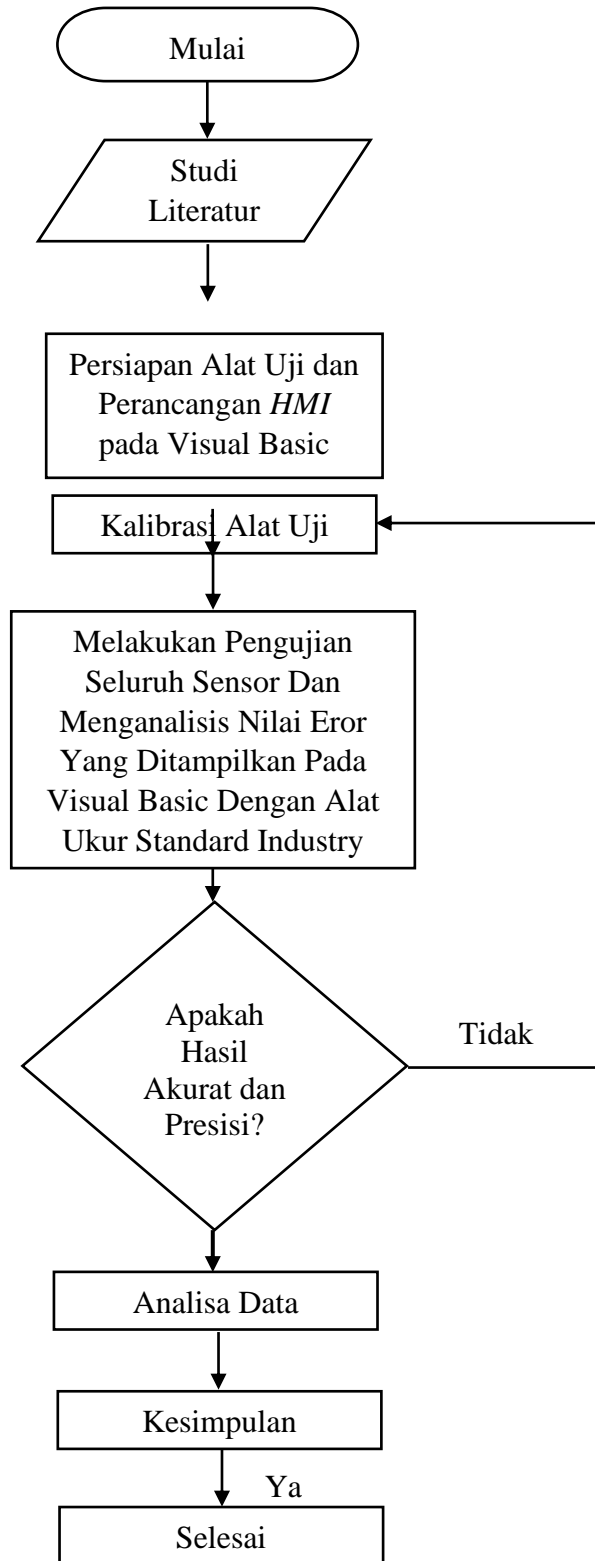 Mulai
Studi
Literatur
Persiapan Alat Uji dan
Perancangan HMI
pada Visual Basic
Kalibrasi Alat Uji
Melakukan Pengujian
Seluruh Sensor Dan
Menganalisis Nilai Eror
Yang Ditampilkan Pada
Visual Basic Dengan Alat
Ukur Standard Industry
Apakah
Hasil
Akurat dan
Presisi?
Tidak
Analisa Data
Kesimpulan
Ya
Selesai